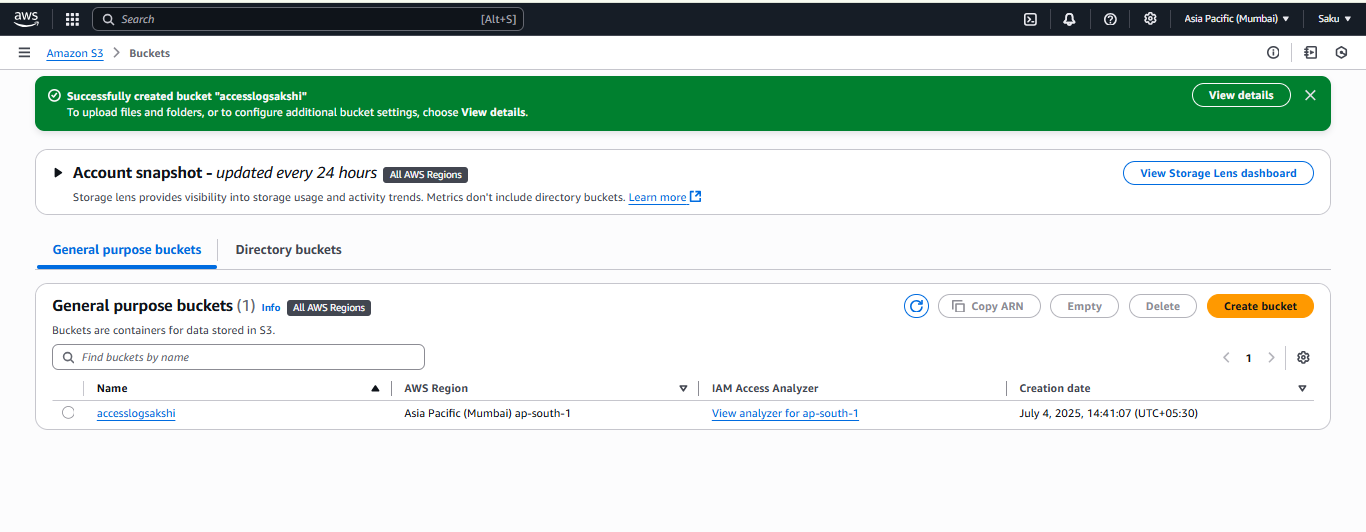 aws Search [Alt+S] Asia Pacific (Mumbai) Saku
Amazon S3 Buckets
Successfully created bucket "accesslogsakshi"
To upload files and folders, or to configure additional bucket settings, choose View details.
View details
Account snapshot - updated every 24 hours All AWS Regions
View Storage Lens dashboard
Storage lens provides visibility into storage usage and activity trends. Metrics don't include directory buckets. Learn more
General purpose buckets Directory buckets
General purpose buckets (1) Info All AWS Regions
Copy ARN Empty Delete Create bucket
Buckets are containers for data stored in S3.
Find buckets by name 1
Name AWS Region IAM Access Analyzer Creation date
accesslogsakshi Asia Pacific (Mumbai) ap-south-1 View analyzer for ap-south-1 July 4, 2025, 14:41:07 (UTC+05:30)